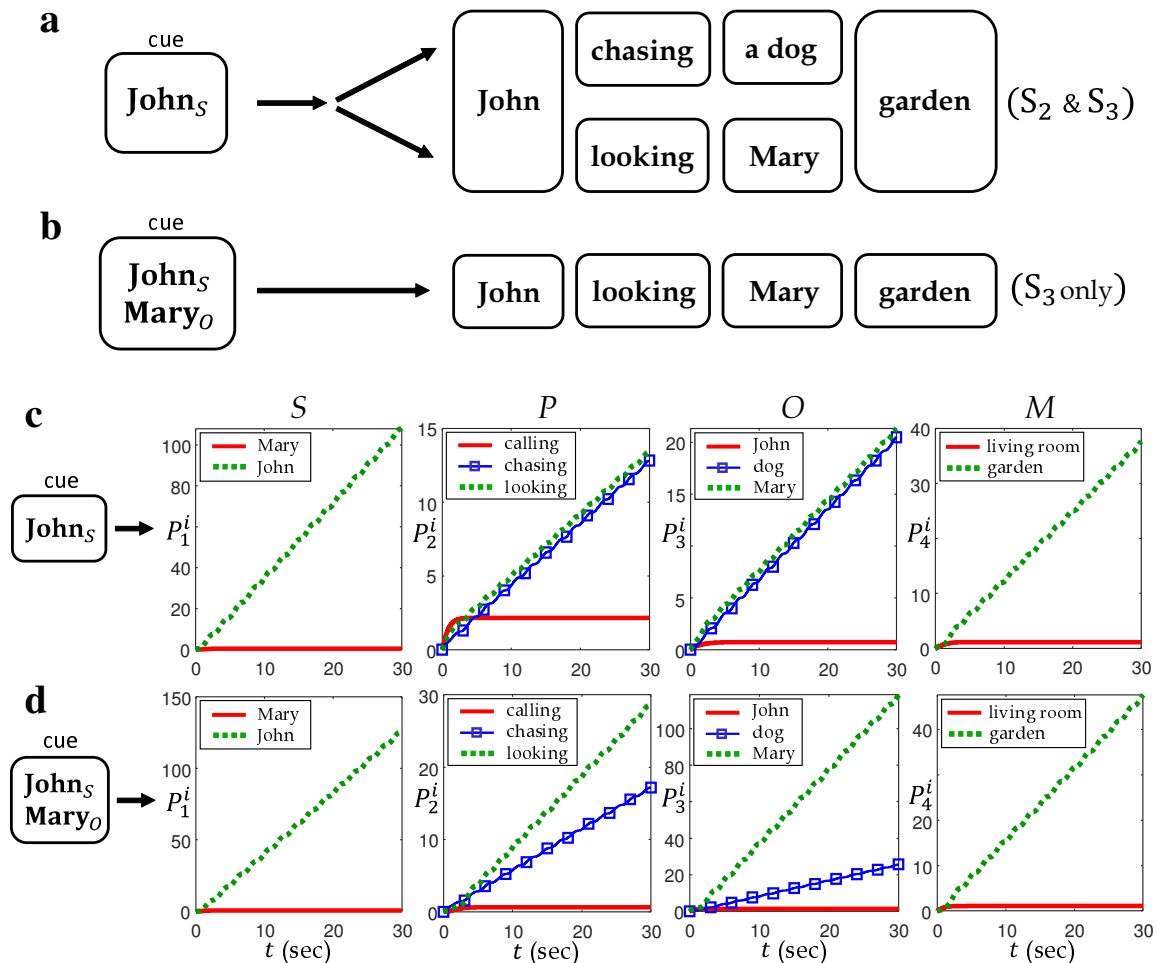 a
cue
John_S
John
chasing
a dog
looking
Mary
garden
(S_2 & S_3)
b
cue
John_S
Mary_O
John
looking
Mary
garden
(S_3 only)
c
S
P
O
M
cue
John_S
P_1^i
100
80
60
40
20
0
0
10
20
30
Mary
John
P_2^i
15
10
5
0
0
10
20
30
calling
chasing
looking
P_3^i
20
15
10
5
0
0
10
20
30
John
dog
Mary
P_4^i
40
30
20
10
0
0
10
20
30
living room
garden
d
cue
John_S
Mary_O
P_1^i
150
100
50
0
0
10
20
30
t (sec)
Mary
John
P_2^i
30
20
10
0
0
10
20
30
t (sec)
calling
chasing
looking
P_3^i
100
80
60
40
20
0
0
10
20
30
t (sec)
John
dog
Mary
P_4^i
40
30
20
10
0
0
10
20
30
t (sec)
living room
garden